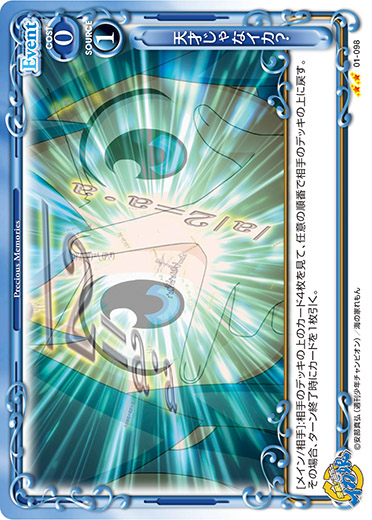 Event
COST
0
SOURCE
1
天才じゃなイカ?
01-098
Precious Memories
|a|2=a・a
[メイン/相手]:相手のデッキの上のカード4枚を見て、任意の順番で相手のデッキの上に戻す。
その場合、ターン終了時にカードを1枚引く。
©安部真弘(週刊少年チャンピオン)/海の家れもん